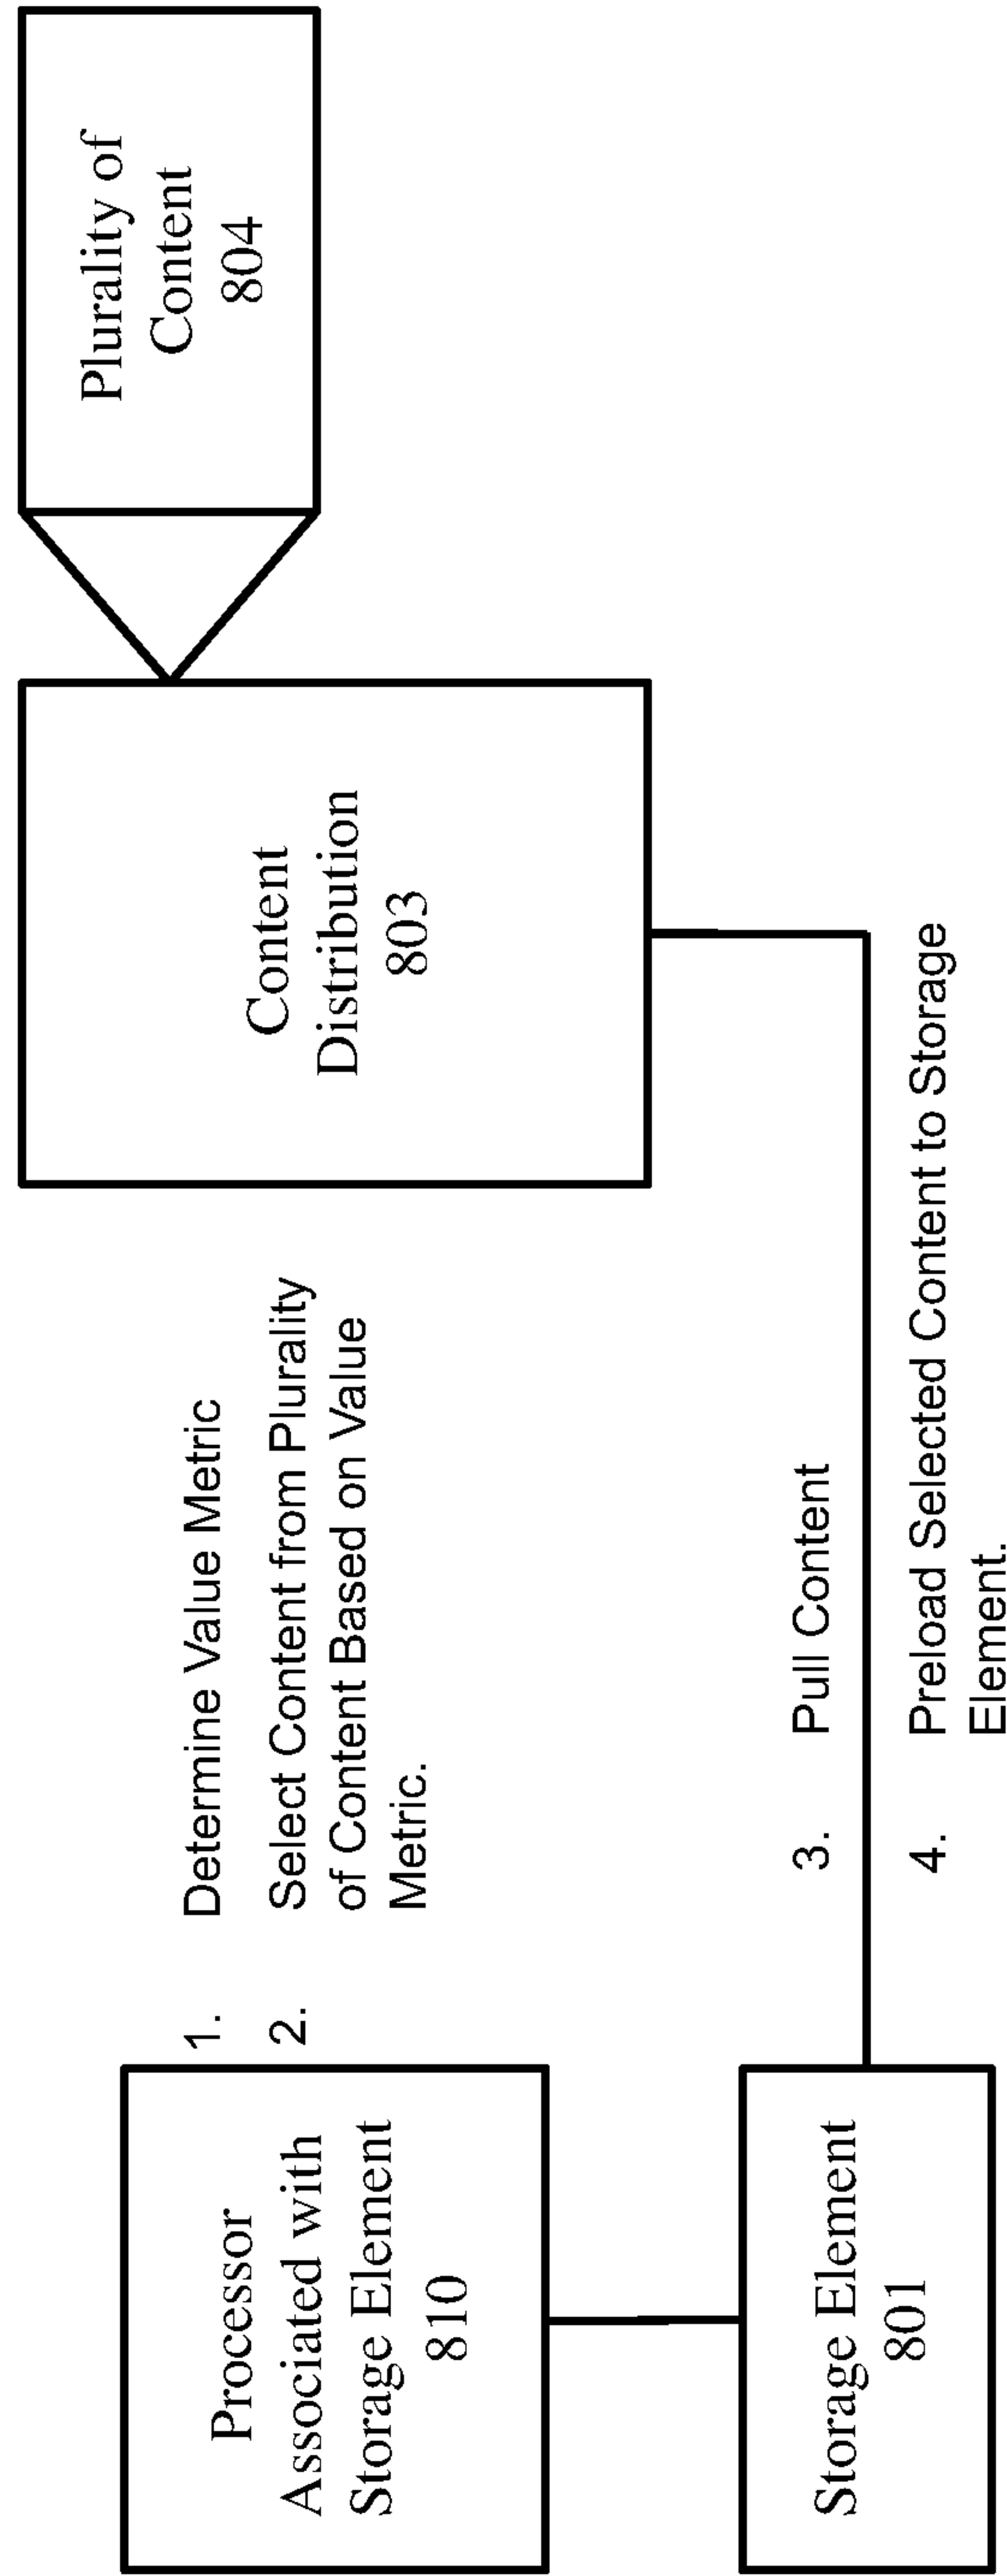 Processor
Associated with
Storage Element
810
1. Determine Value Metric
2. Select Content from Plurality
of Content Based on Value
Metric.
Content
Distribution
803
Plurality of
Content
804
Storage Element
801
3. Pull Content
4. Preload Selected Content to Storage
Element.